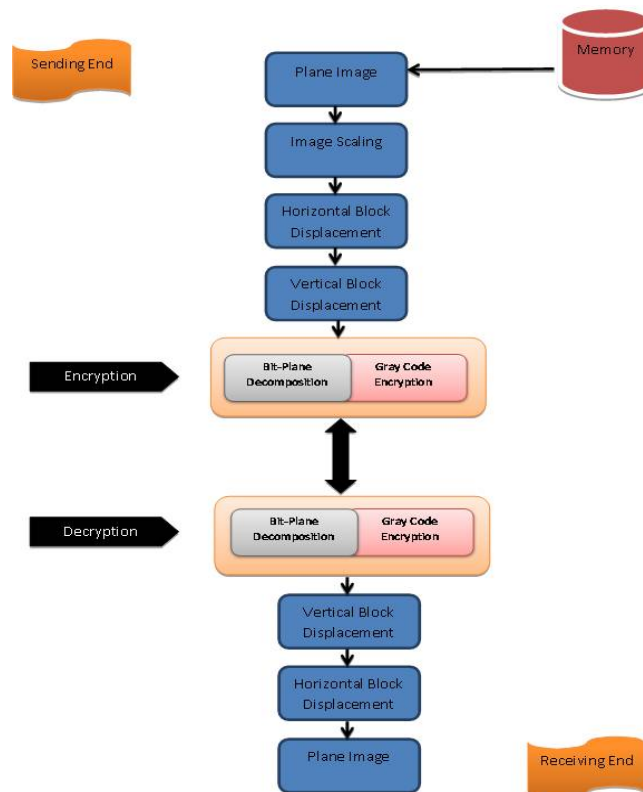 Sending End
Memory
Plane Image
Image Scaling
Horizontal Block
Displacement
Vertical Block
Displacement
Encryption
Bit-Plane
Decomposition
Gray Code
Encryption
Decryption
Bit-Plane
Decomposition
Gray Code
Encryption
Vertical Block
Displacement
Horizontal Block
Displacement
Plane Image
Receiving End